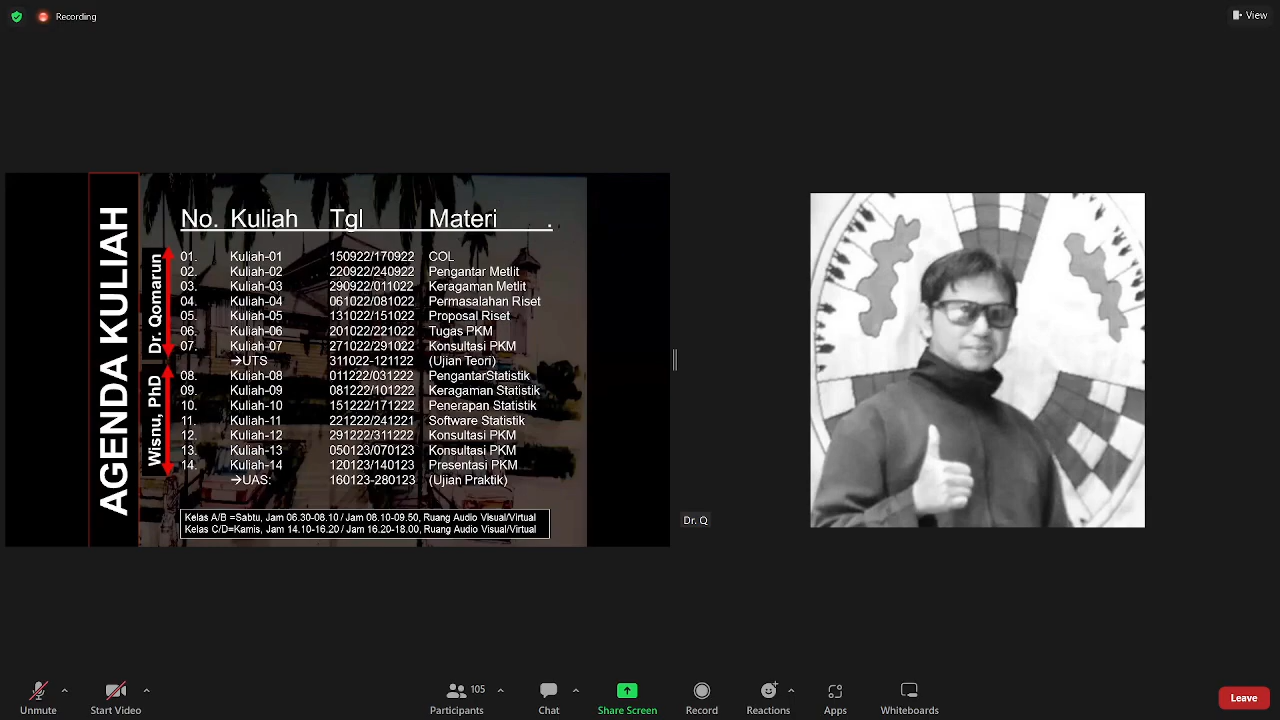 Recording
View
AGENDA KULIAH
Dr. Qomarun
Wisnu, PhD
No. Kuliah Tgl Materi .
01. Kuliah-01 150922/170922 COL
02. Kuliah-02 220922/240922 Pengantar Metlit
03. Kuliah-03 290922/011022 Keragaman Metlit
04. Kuliah-04 061022/081022 Permasalahan Riset
05. Kuliah-05 131022/151022 Proposal Riset
06. Kuliah-06 201022/221022 Tugas PKM
07. Kuliah-07 271022/291022 Konsultasi PKM
→UTS 311022-121122 (Ujian Teori)
08. Kuliah-08 011222/031222 PengantarStatistik
09. Kuliah-09 081222/101222 Keragaman Statistik
10. Kuliah-10 151222/171222 Penerapan Statistik
11. Kuliah-11 221222/241221 Software Statistik
12. Kuliah-12 291222/311222 Konsultasi PKM
13. Kuliah-13 050123/070123 Konsultasi PKM
14. Kuliah-14 120123/140123 Presentasi PKM
→UAS: 160123-280123 (Ujian Praktik)
Kelas A/B =Sabtu, Jam 06.30-08.10 / Jam 08.10-09.50, Ruang Audio Visual/Virtual
Kelas C/D=Kamis, Jam 14.10-16.20 / Jam 16.20-18.00, Ruang Audio Visual/Virtual
Dr. Q
Unmute
Start Video
105
Participants
Chat
Share Screen
Record
Reactions
Apps
Whiteboards
Leave